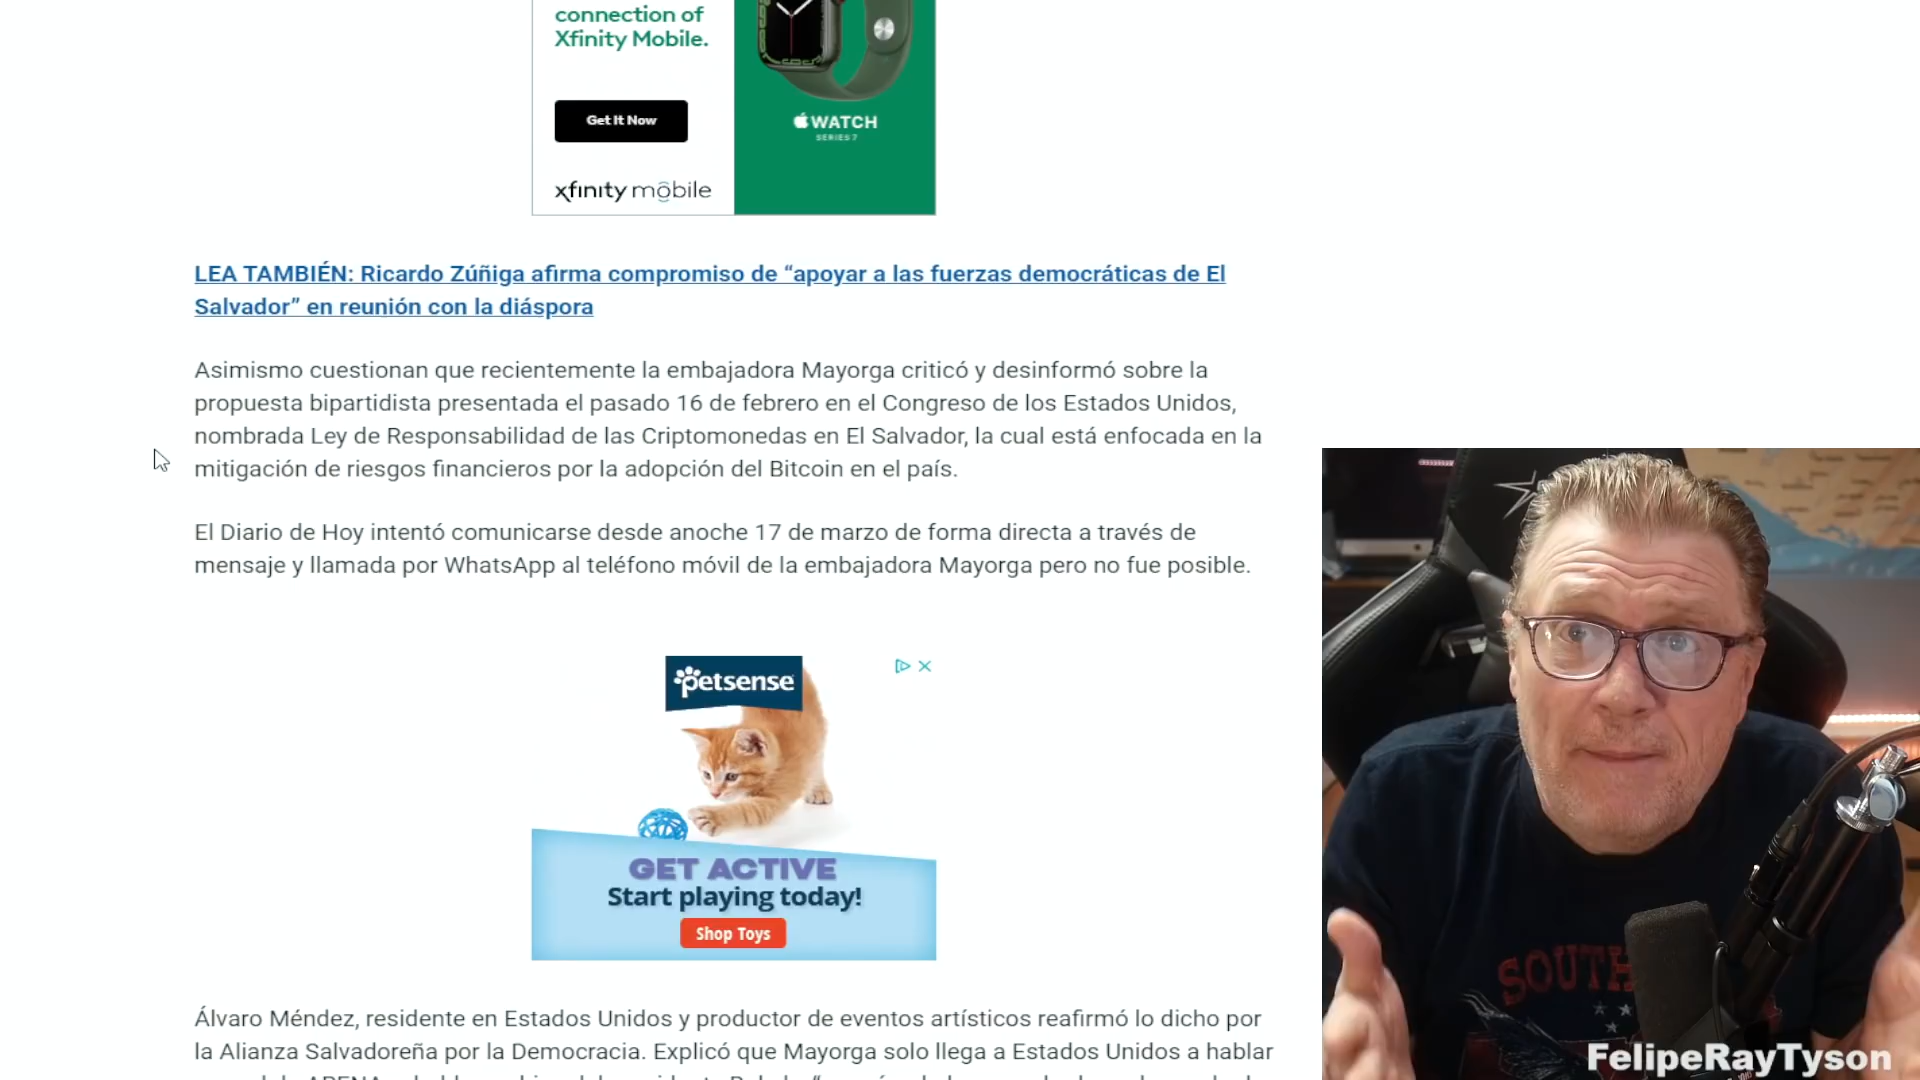 connection of
Xfinity Mobile.
Get It Now
WATCH
SERIES 7
xfinity mobile
LEA TAMBIÉN: Ricardo Zúñiga afirma compromiso de “apoyar a las fuerzas democráticas de El
Salvador” en reunión con la diáspora
Asimismo cuestionan que recientemente la embajadora Mayorga criticó y desinformó sobre la
propuesta bipartidista presentada el pasado 16 de febrero en el Congreso de los Estados Unidos,
nombrada Ley de Responsabilidad de las Criptomonedas en El Salvador, la cual está enfocada en la
mitigación de riesgos financieros por la adopción del Bitcoin en el país.
El Diario de Hoy intentó comunicarse desde anoche 17 de marzo de forma directa a través de
mensaje y llamada por WhatsApp al teléfono móvil de la embajadora Mayorga pero no fue posible.
petsense
GET ACTIVE
Start playing today!
Shop Toys
Álvaro Méndez, residente en Estados Unidos y productor de eventos artísticos reafirmó lo dicho por
la Alianza Salvadoreña por la Democracia. Explicó que Mayorga solo llega a Estados Unidos a hablar
SOUTH
FelipeRayTyson